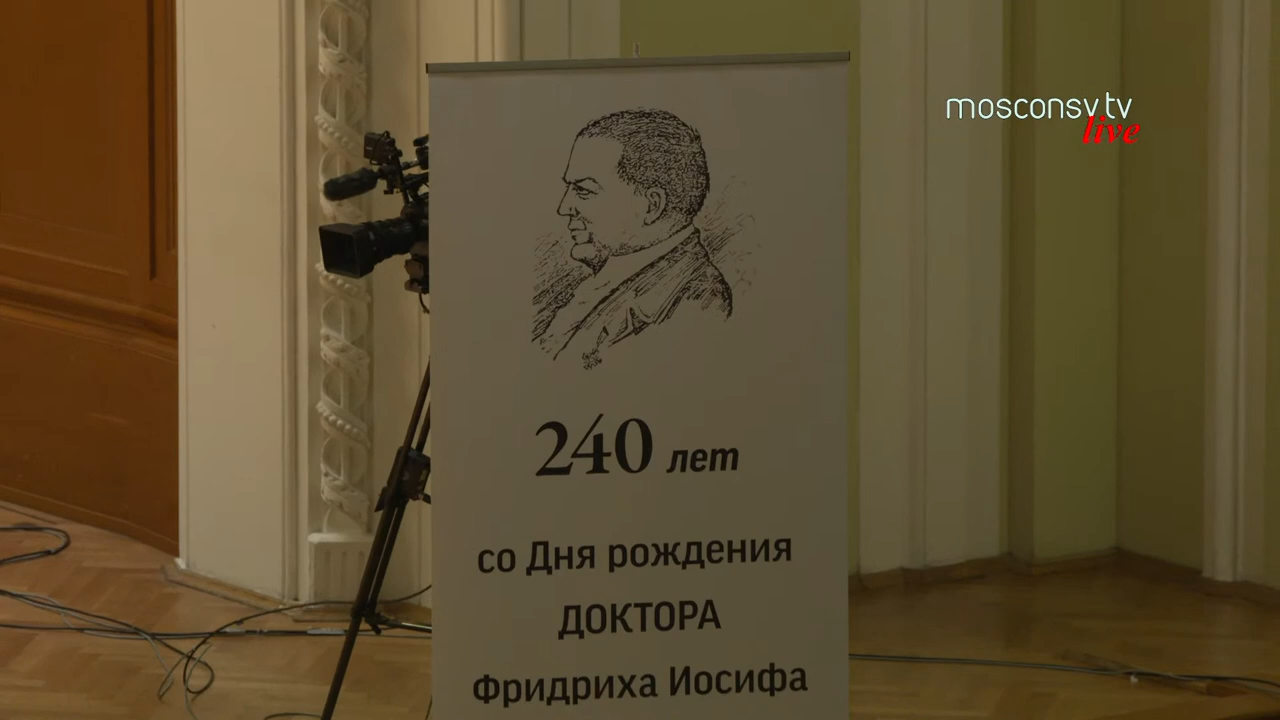 mosconsv tv
live
240 лет
со Дня рождения
ДОКТОРА
Фридриха Иосифа